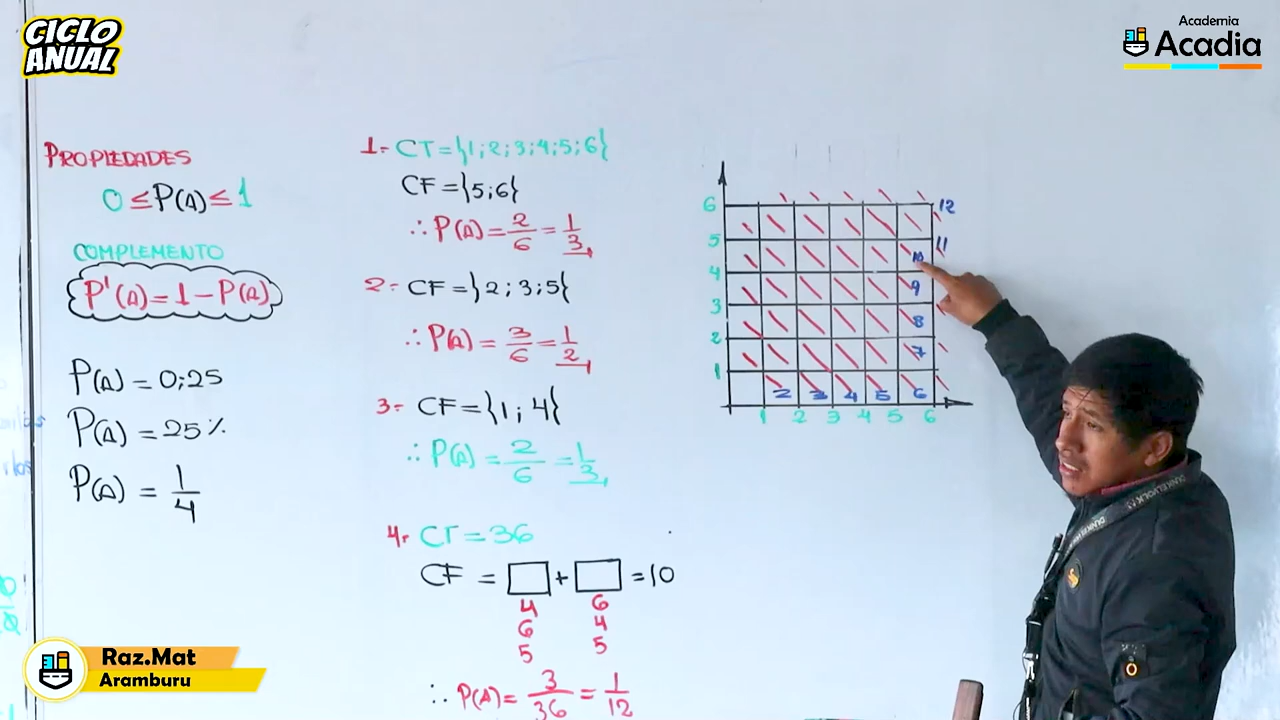 CICLO
ANUAL
Academia
Acadia
PROPIEDADES
0 ≤ P(A) ≤ 1
COMPLEMENTO
P'(A) = 1 - P(A)
P(A) = 0;25
P(A) = 25%
P(A) = 1/4
1.- CT = {1; 2; 3; 4; 5; 6}
CF = {5; 6}
∴ P(A) = 2/6 = 1/3
2.- CF = {2; 3; 5}
∴ P(A) = 3/6 = 1/2
3.- CF = {1; 4}
∴ P(A) = 2/6 = 1/3
4.- CT = 36
CF = □ + □ = 10
4 6
6 4
5 5
∴ P(A) = 3/36 = 1/12
6 12
5 11
4 10
3 9
2 8
1 7
2 3 4 5 6
1 2 3 4 5 6
Raz.Mat
Aramburu